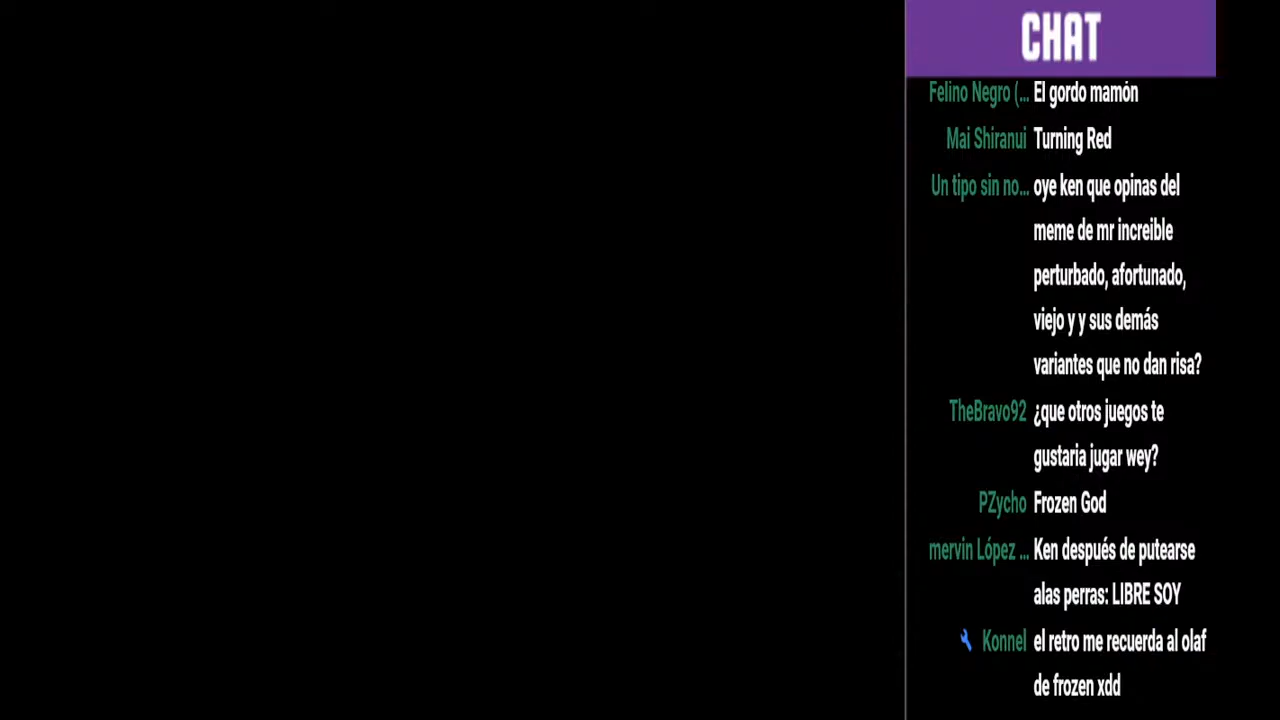 CHAT
Felino Negro (... El gordo mamón
Mai Shiranui Turning Red
Un tipo sin no... oye ken que opinas del
meme de mr increible
perturbado, afortunado,
viejo y y sus demás
variantes que no dan risa?
TheBravo92 ¿que otros juegos te
gustaria jugar wey?
PZycho Frozen God
mervin López ... Ken después de putearse
alas perras: LIBRE SOY
Konnel el retro me recuerda al olaf
de frozen xdd